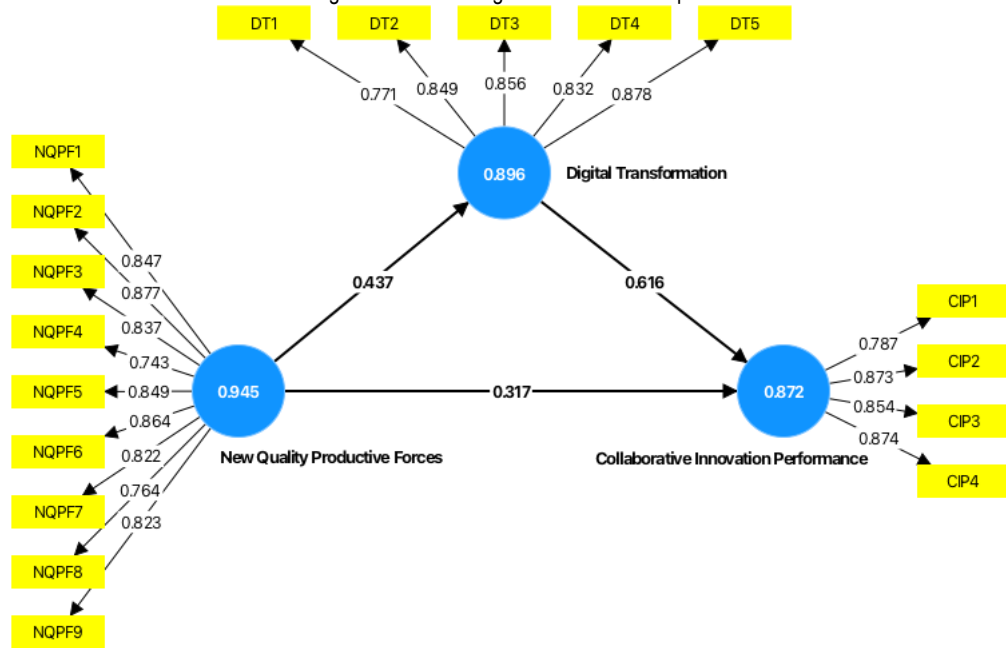 DT1
DT2
DT3
DT4
DT5
0.771
0.849
0.856
0.832
0.878
0.896
Digital Transformation
NQPF1
NQPF2
NQPF3
NQPF4
NQPF5
NQPF6
NQPF7
NQPF8
NQPF9
0.847
0.877
0.837
0.743
0.849
0.864
0.822
0.764
0.823
0.945
New Quality Productive Forces
0.437
0.616
0.317
0.872
Collaborative Innovation Performance
0.787
0.873
0.854
0.874
CIP1
CIP2
CIP3
CIP4